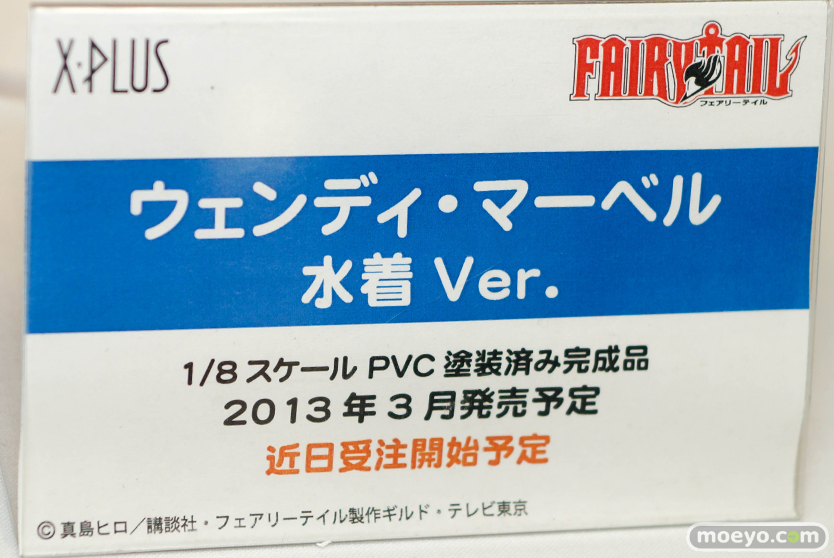 X·PLUS
FAIRY TAIL
フェアリーテイル
ウェンディ・マーベル
水着 Ver.
1/8スケール PVC 塗装済み完成品
2013年3月発売予定
近日受注開始予定
©真島ヒロ/講談社・フェアリーテイル製作ギルド・テレビ東京
moeyo.com